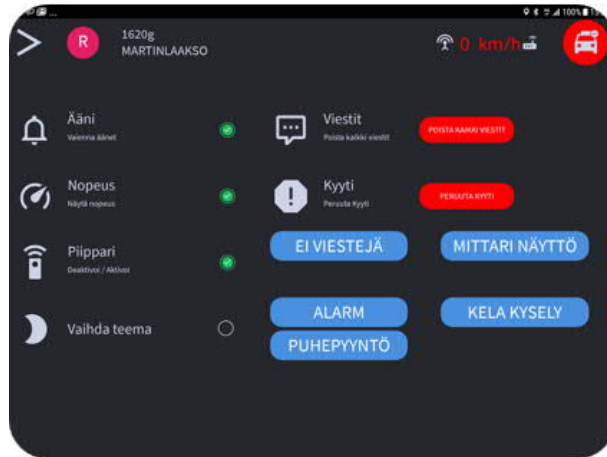 100%
R
1620g
MARTINLAAKSO
0 km/h
Ääni
Vaienna äänet
Viestit
Poista kaikki viestit
POISTA KAIKKI VIESTIT
Nopeus
Näytä nopeus
Kyyti
Peruuta Kyyti
PERUUTA KYYTI
Piippari
Deaktivoi / Aktivoi
EI VIESTEJÄ
MITTARI NÄYTTÖ
Vaihda teema
ALARM
KELA KYSELY
PUHEPYYNTÖ